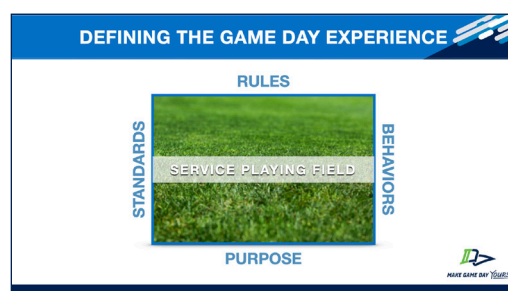 DEFINING THE GAME DAY EXPERIENCE
RULES
STANDARDS
SERVICE PLAYING FIELD
BEHAVIORS
PURPOSE
MAKE GAME DAY YOURS